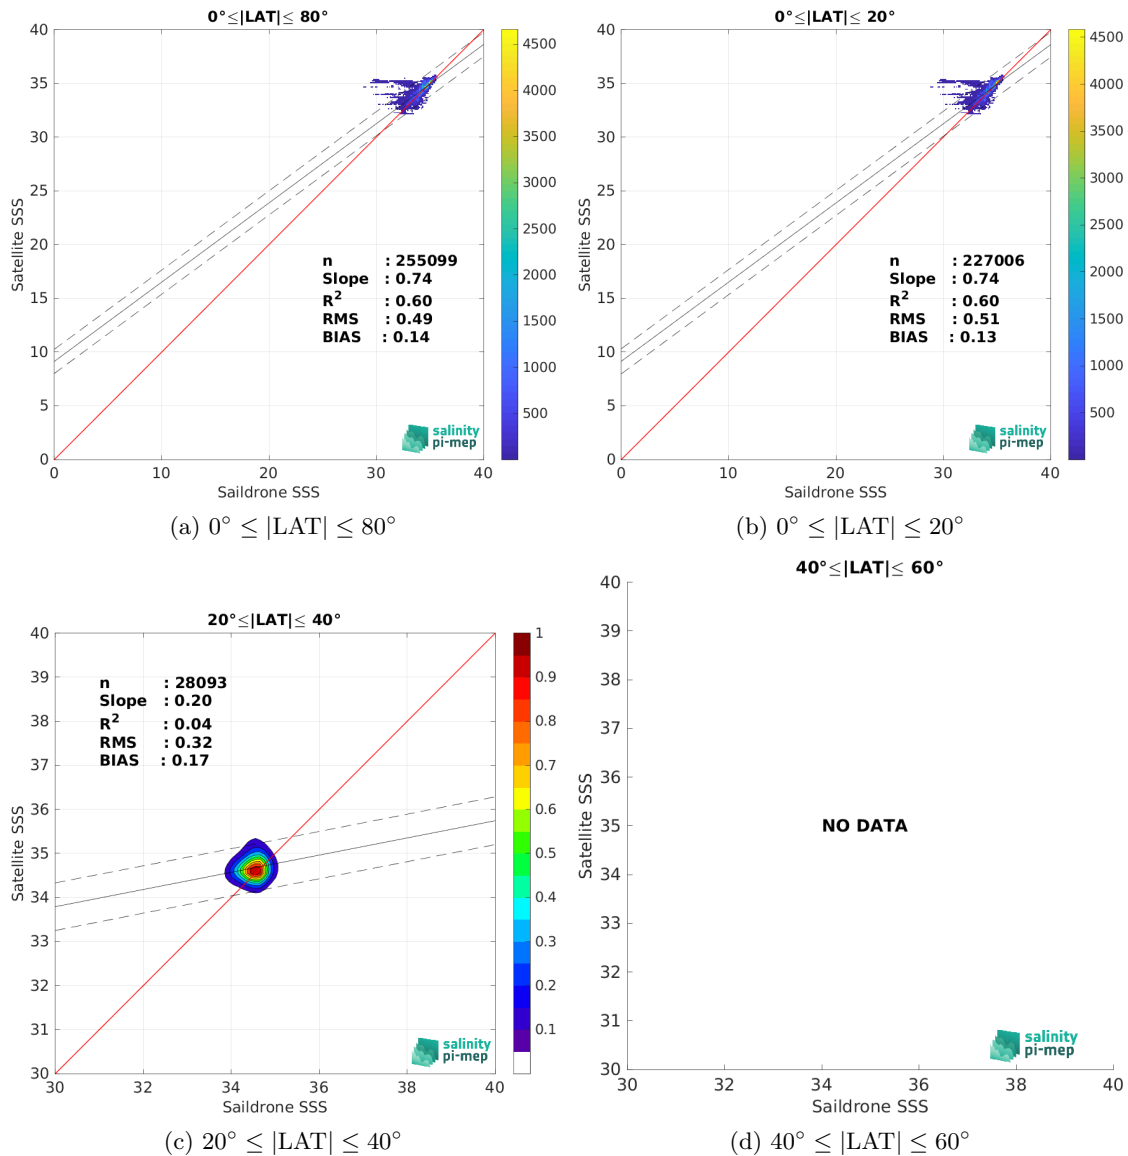 0°≤|LAT|≤ 80°
40
35
30
25
20
15
10
5
0
Satellite SSS
n : 255099
Slope : 0.74
R² : 0.60
RMS : 0.49
BIAS : 0.14
salinity
pi-mep
0 10 20 30 40
Saildrone SSS
4500
4000
3500
3000
2500
2000
1500
1000
500
(a) 0° ≤ |LAT| ≤ 80°
0°≤|LAT|≤ 20°
40
35
30
25
20
15
10
5
0
Satellite SSS
n : 227006
Slope : 0.74
R² : 0.60
RMS : 0.51
BIAS : 0.13
salinity
pi-mep
0 10 20 30 40
Saildrone SSS
4500
4000
3500
3000
2500
2000
1500
1000
500
(b) 0° ≤ |LAT| ≤ 20°
20°≤|LAT|≤ 40°
40
39
38
37
36
35
34
33
32
31
30
Satellite SSS
n : 28093
Slope : 0.20
R² : 0.04
RMS : 0.32
BIAS : 0.17
salinity
pi-mep
30 32 34 36 38 40
Saildrone SSS
1
0.9
0.8
0.7
0.6
0.5
0.4
0.3
0.2
0.1
(c) 20° ≤ |LAT| ≤ 40°
40°≤|LAT|≤ 60°
40
39
38
37
36
35
34
33
32
31
30
Satellite SSS
NO DATA
salinity
pi-mep
30 32 34 36 38 40
Saildrone SSS
(d) 40° ≤ |LAT| ≤ 60°